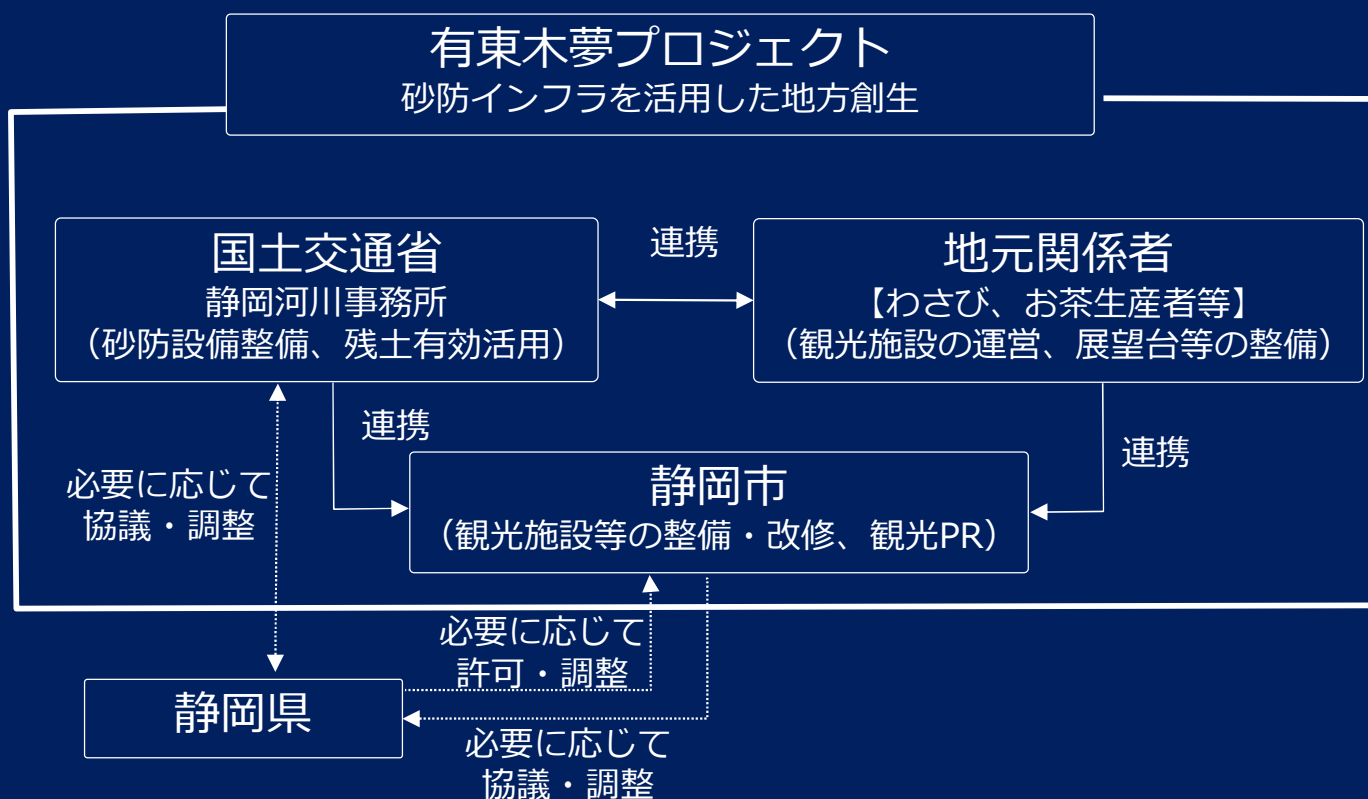 有東木夢プロジェクト
砂防インフラを活用した地方創生
国土交通省
静岡河川事務所
（砂防設備整備、残土有効活用）
連携
地元関係者
【わさび、お茶生産者等】
（観光施設の運営、展望台等の整備）
連携
連携
必要に応じて
協議・調整
静岡市
（観光施設等の整備・改修、観光PR）
必要に応じて
許可・調整
静岡県
必要に応じて
協議・調整